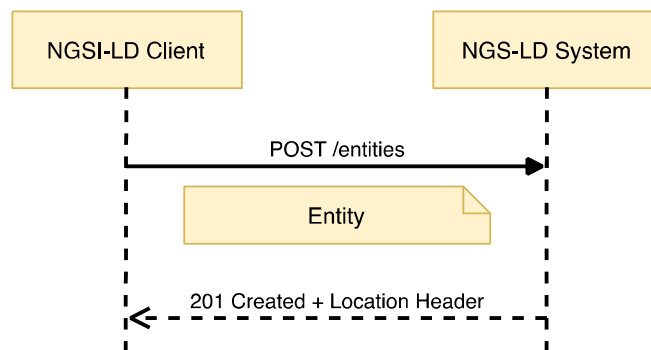 NGSI-LD Client
NGS-LD System
POST /entities
Entity
201 Created + Location Header